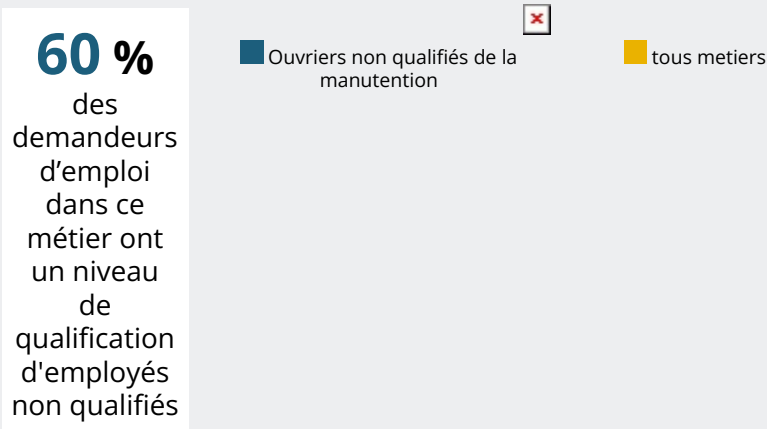 60 %
des
demandeurs
d’emploi
dans ce
métier ont
un niveau
de
qualification
d'employés
non qualifiés
Ouvriers non qualifiés de la
manutention
tous metiers